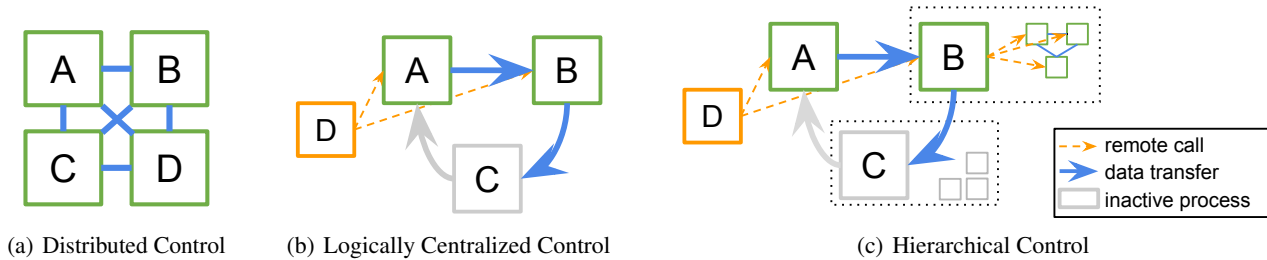 A B
C D
(a) Distributed Control
A
B
D
C
(b) Logically Centralized Control
A
B
D
C
remote call
data transfer
inactive process
(c) Hierarchical Control